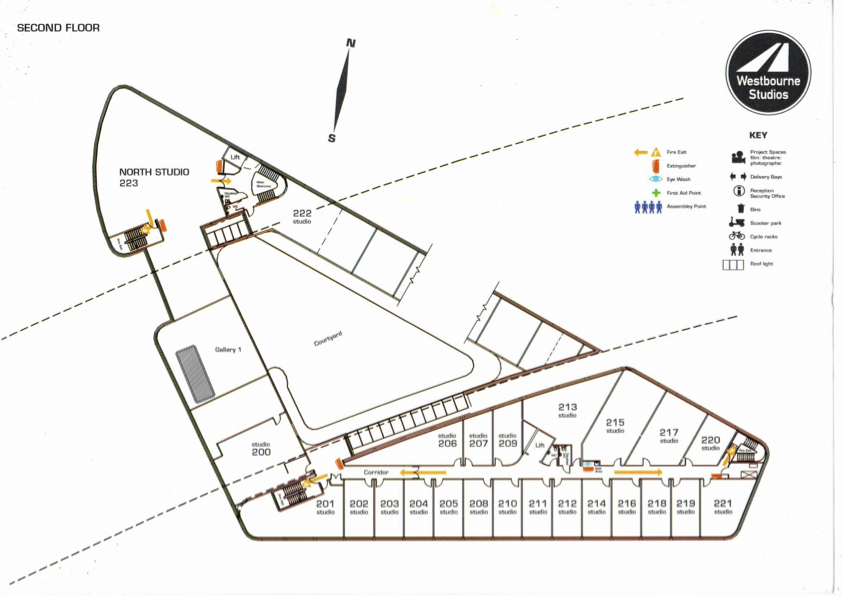 SECOND FLOOR
N
S
Westbourne
Studios
KEY
Project Spaces
film theatre
photographic
Delivery Bays
Reception
Security Office
Bins
Scooter park
Cycle racks
Entrance
Roof light
Fire Exit
Extinguisher
Eye Wash
First Aid Point
Assembley Point
Lift
NORTH STUDIO
223
222
studio
Courtyard
Gallery 1
studio
200
213
studio
215
studio
217
studio
220
studio
studio
206
studio
207
studio
209
Lift
Corridor
201
studio
202
studio
203
studio
204
studio
205
studio
208
studio
210
studio
211
studio
212
studio
214
studio
216
studio
218
studio
219
studio
221
studio